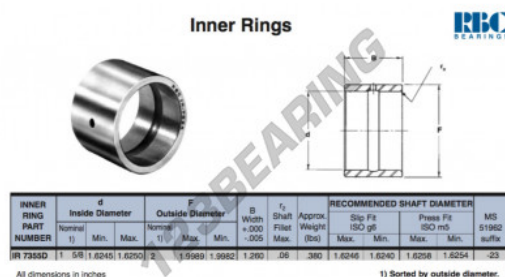 Inner Rings
RBC
BEARINGS
B
r₂
d
F
123BEARING
INNER RING PART NUMBER
d Inside Diameter
F Outside Diameter
B Width +.000 -.005
r₂ Shaft Fillet Max.
Approx. Weight (lbs)
RECOMMENDED SHAFT DIAMETER
MS 51962 suffix
Nominal 1) Min. Max.
Nominal 1) Max. Min.
Slip Fit ISO g6
Press Fit ISO m5
Max. Min. Max. Min.
IR 7355D 1 5/8 1.6245 1.6250 2 1.9989 1.9982 1.260 .06 .380 1.6246 1.6240 1.6258 1.6254 -23
All dimensions in inches
1) Sorted by outside diameter.